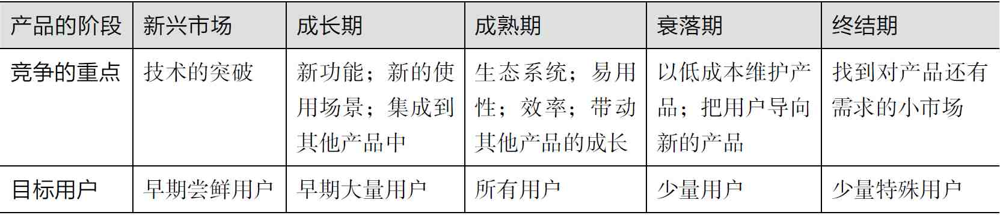 产品的阶段 新兴市场 成长期 成熟期 衰落期 终结期
竞争的重点 技术的突破 新功能；新的使 生态系统；易用 以低成本维护产 找到对产品还有
用场景；集成到 性；效率；带动 品；把用户导向 需求的小市场
其他产品中 其他产品的成长 新的产品
目标用户 早期尝鲜用户 早期大量用户 所有用户 少量用户 少量特殊用户